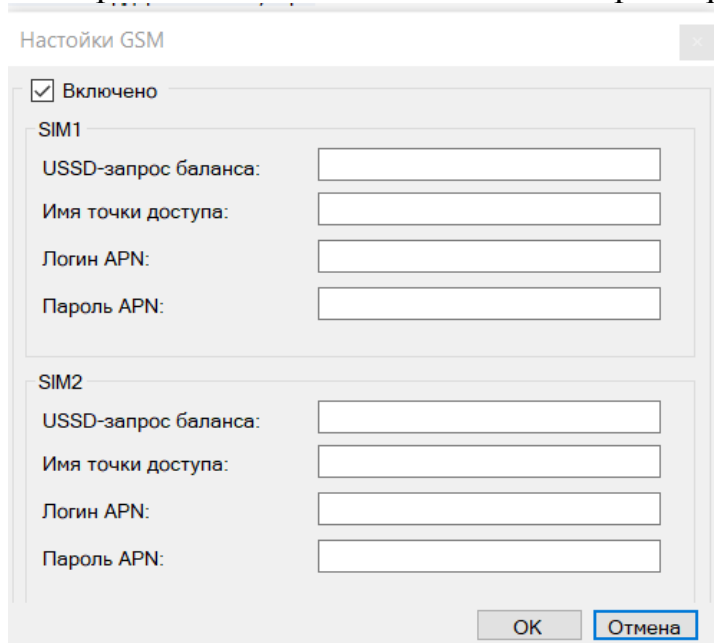 Настойки GSM
Включено
SIM1
USSD-запрос баланса:
Имя точки доступа:
Логин APN:
Пароль APN:
SIM2
USSD-запрос баланса:
Имя точки доступа:
Логин APN:
Пароль APN:
OK Отмена